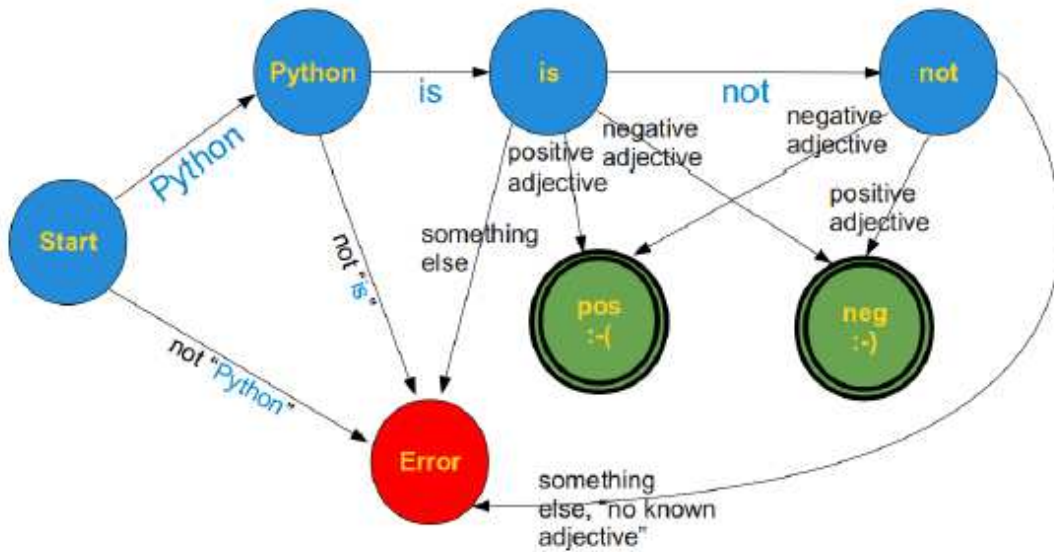 Python
is
is
not
not
Python
negative
adjective
positive
adjective
negative
adjective
Start
something
else
positive
adjective
not "is"
pos
:-(
neg
:-)
not "Python"
Error
something
else, "no known
adjective"